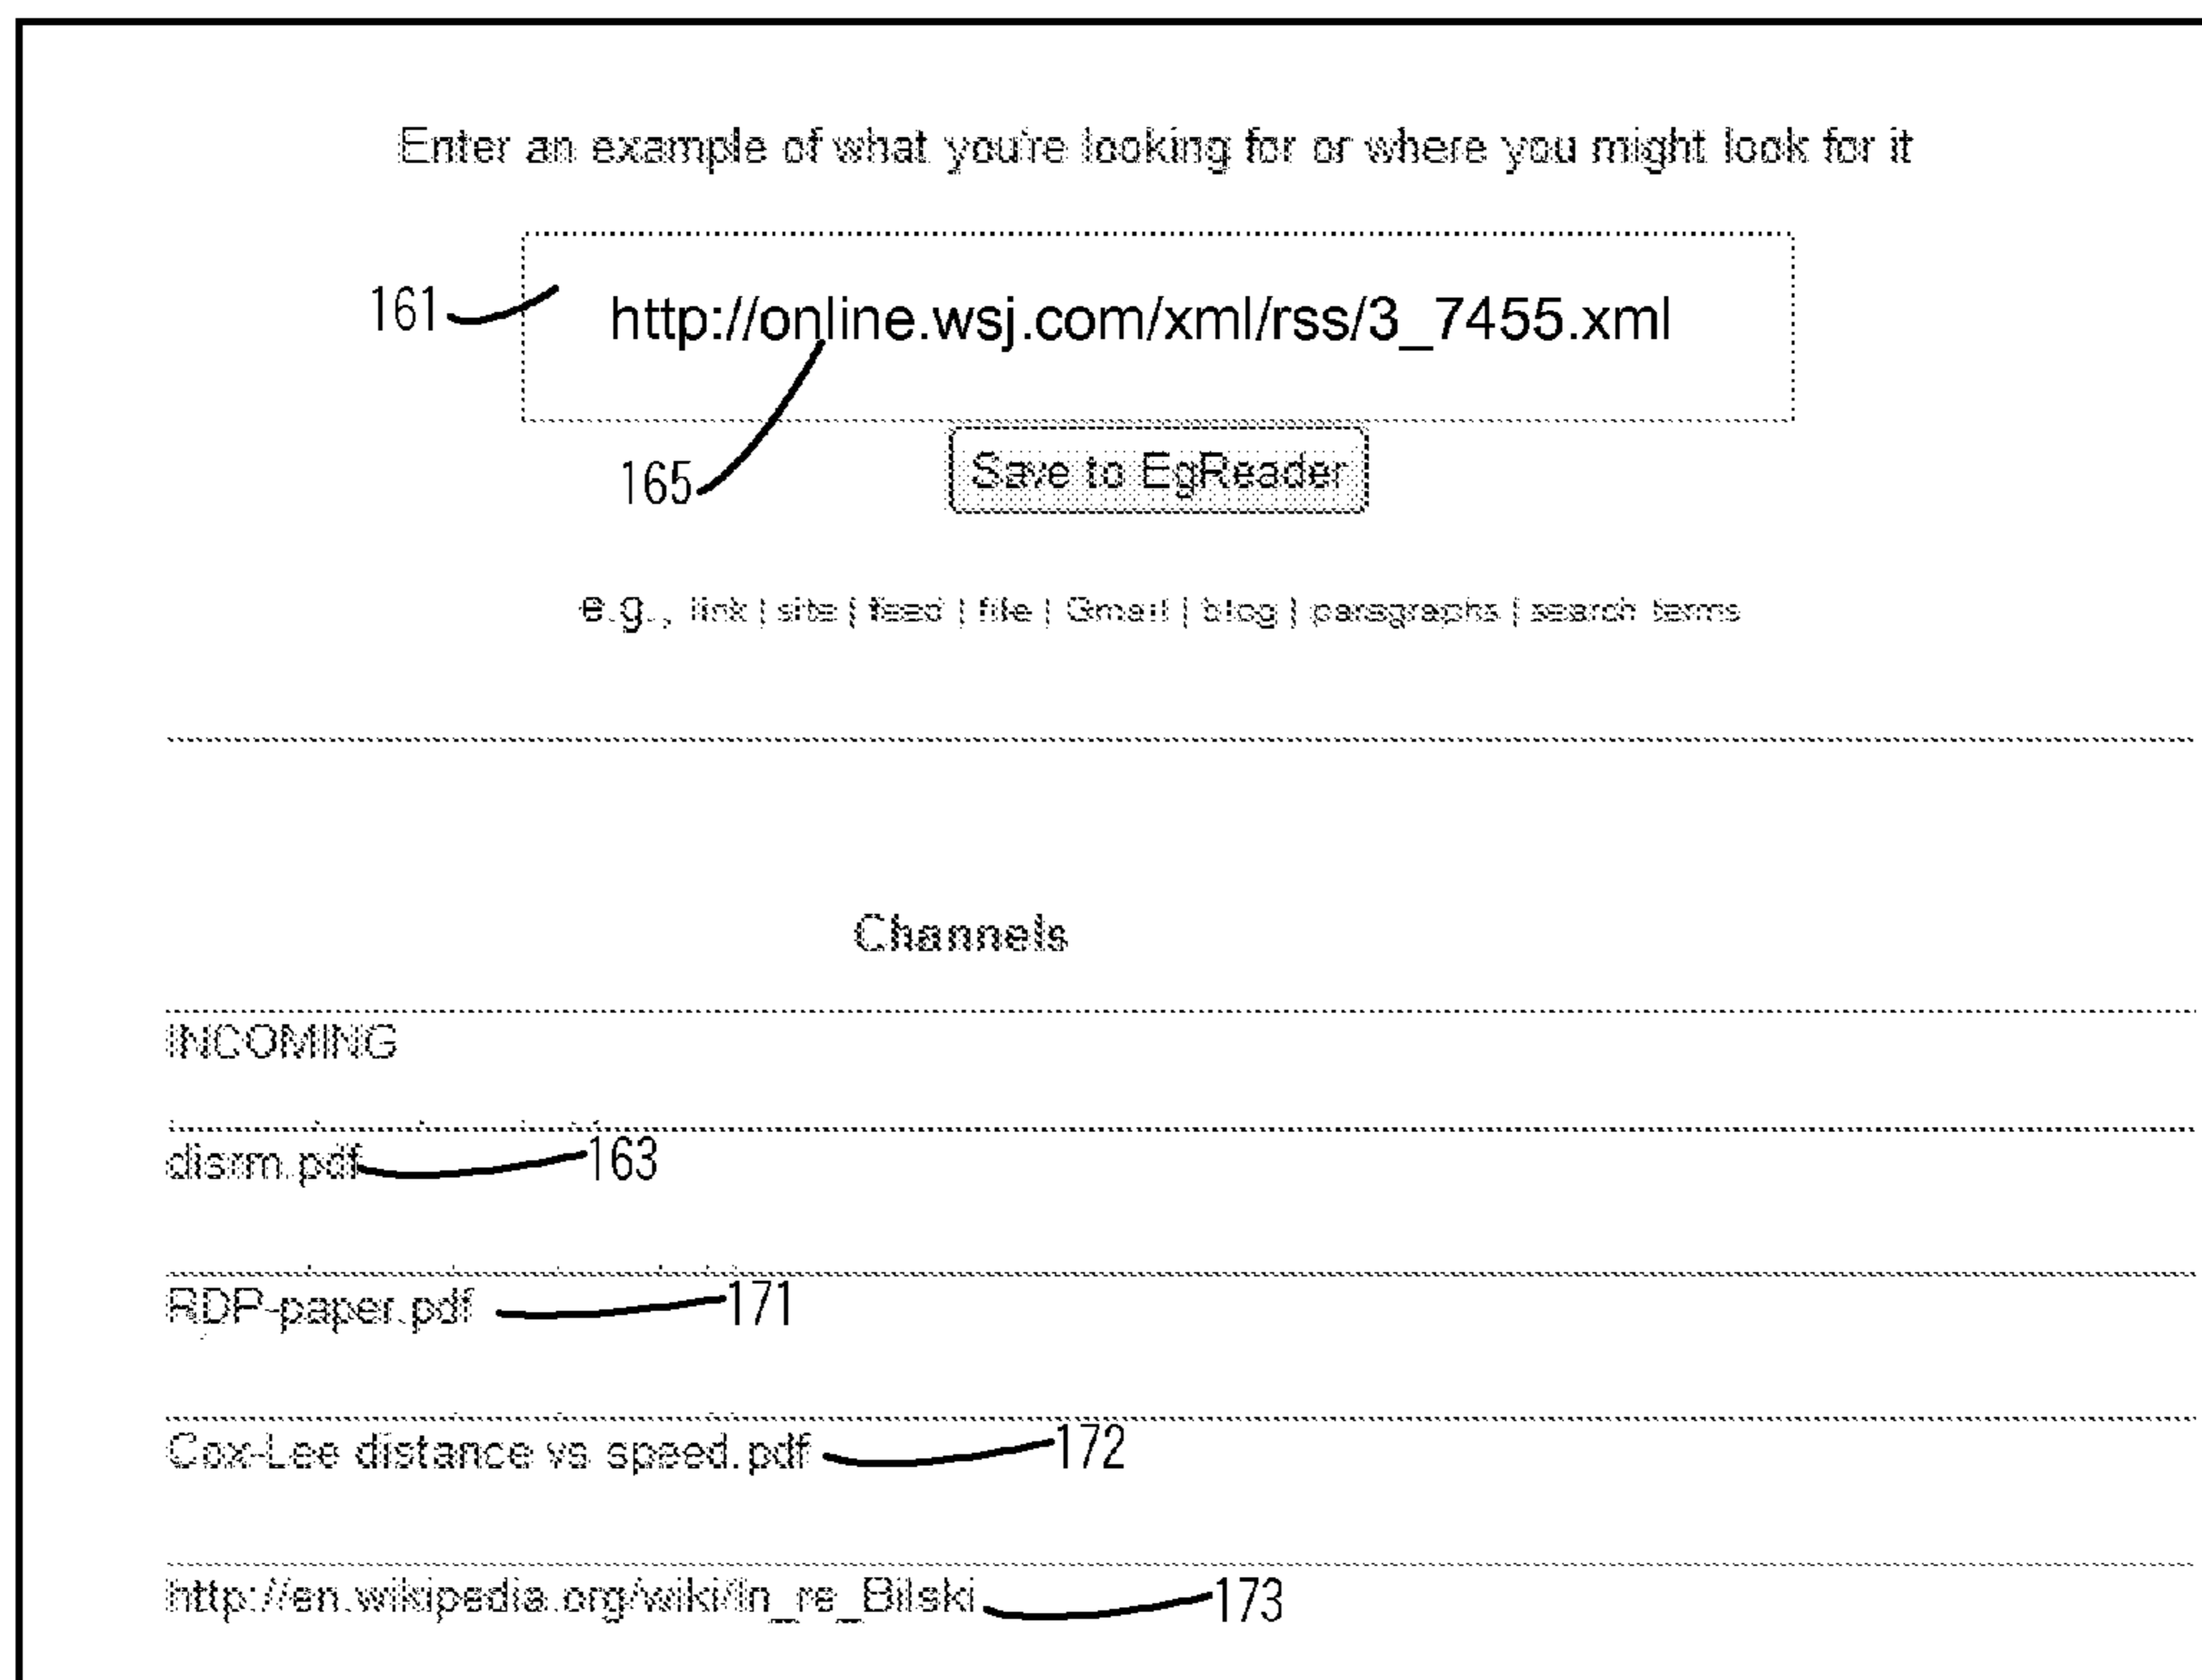 Enter an example of what you're looking for or where you might look for it
161
http://online.wsj.com/xml/rss/3_7455.xml
165
Save to EgReader
e.g., link | site | feed | file | Gmail | blog | paragraphs | search terms
Channels
INCOMING
disrm.pdf 163
RDP-paper.pdf 171
Cox-Lee distance vs speed.pdf 172
http://en.wikipedia.org/wiki/In_re_Bilski 173